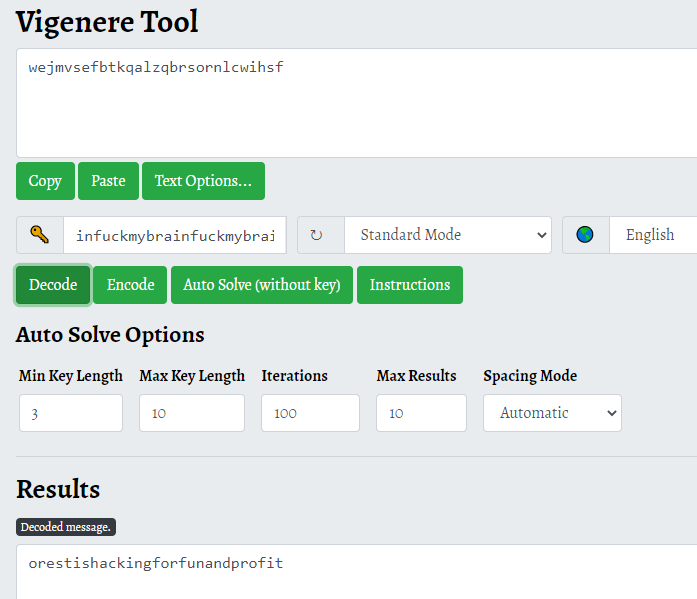 Vigenere Tool
wejmvsefbtkqalzqbrsornlcwihsf
Copy Paste Text Options...
infuckmybrainfuckmybrai Standard Mode English
Decode Encode Auto Solve (without key) Instructions
Auto Solve Options
Min Key Length Max Key Length Iterations Max Results Spacing Mode
3 10 100 10 Automatic
Results
Decoded message.
orestishackingforfunandprofit